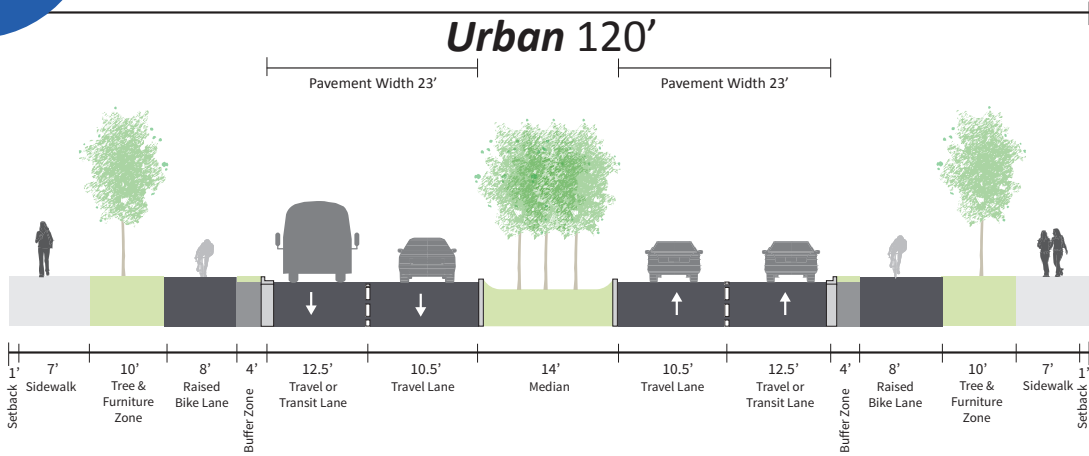 Urban 120’
Pavement Width 23’
Pavement Width 23’
Setback 1’
7’
Sidewalk
10’
Tree &
Furniture
Zone
8’
Raised
Bike Lane
4’
Buffer Zone
12.5’
Travel or
Transit Lane
10.5’
Travel Lane
14’
Median
10.5’
Travel Lane
12.5’
Travel or
Transit Lane
4’
Buffer Zone
8’
Raised
Bike Lane
10’
Tree &
Furniture
Zone
7’
Sidewalk
Setback 1’